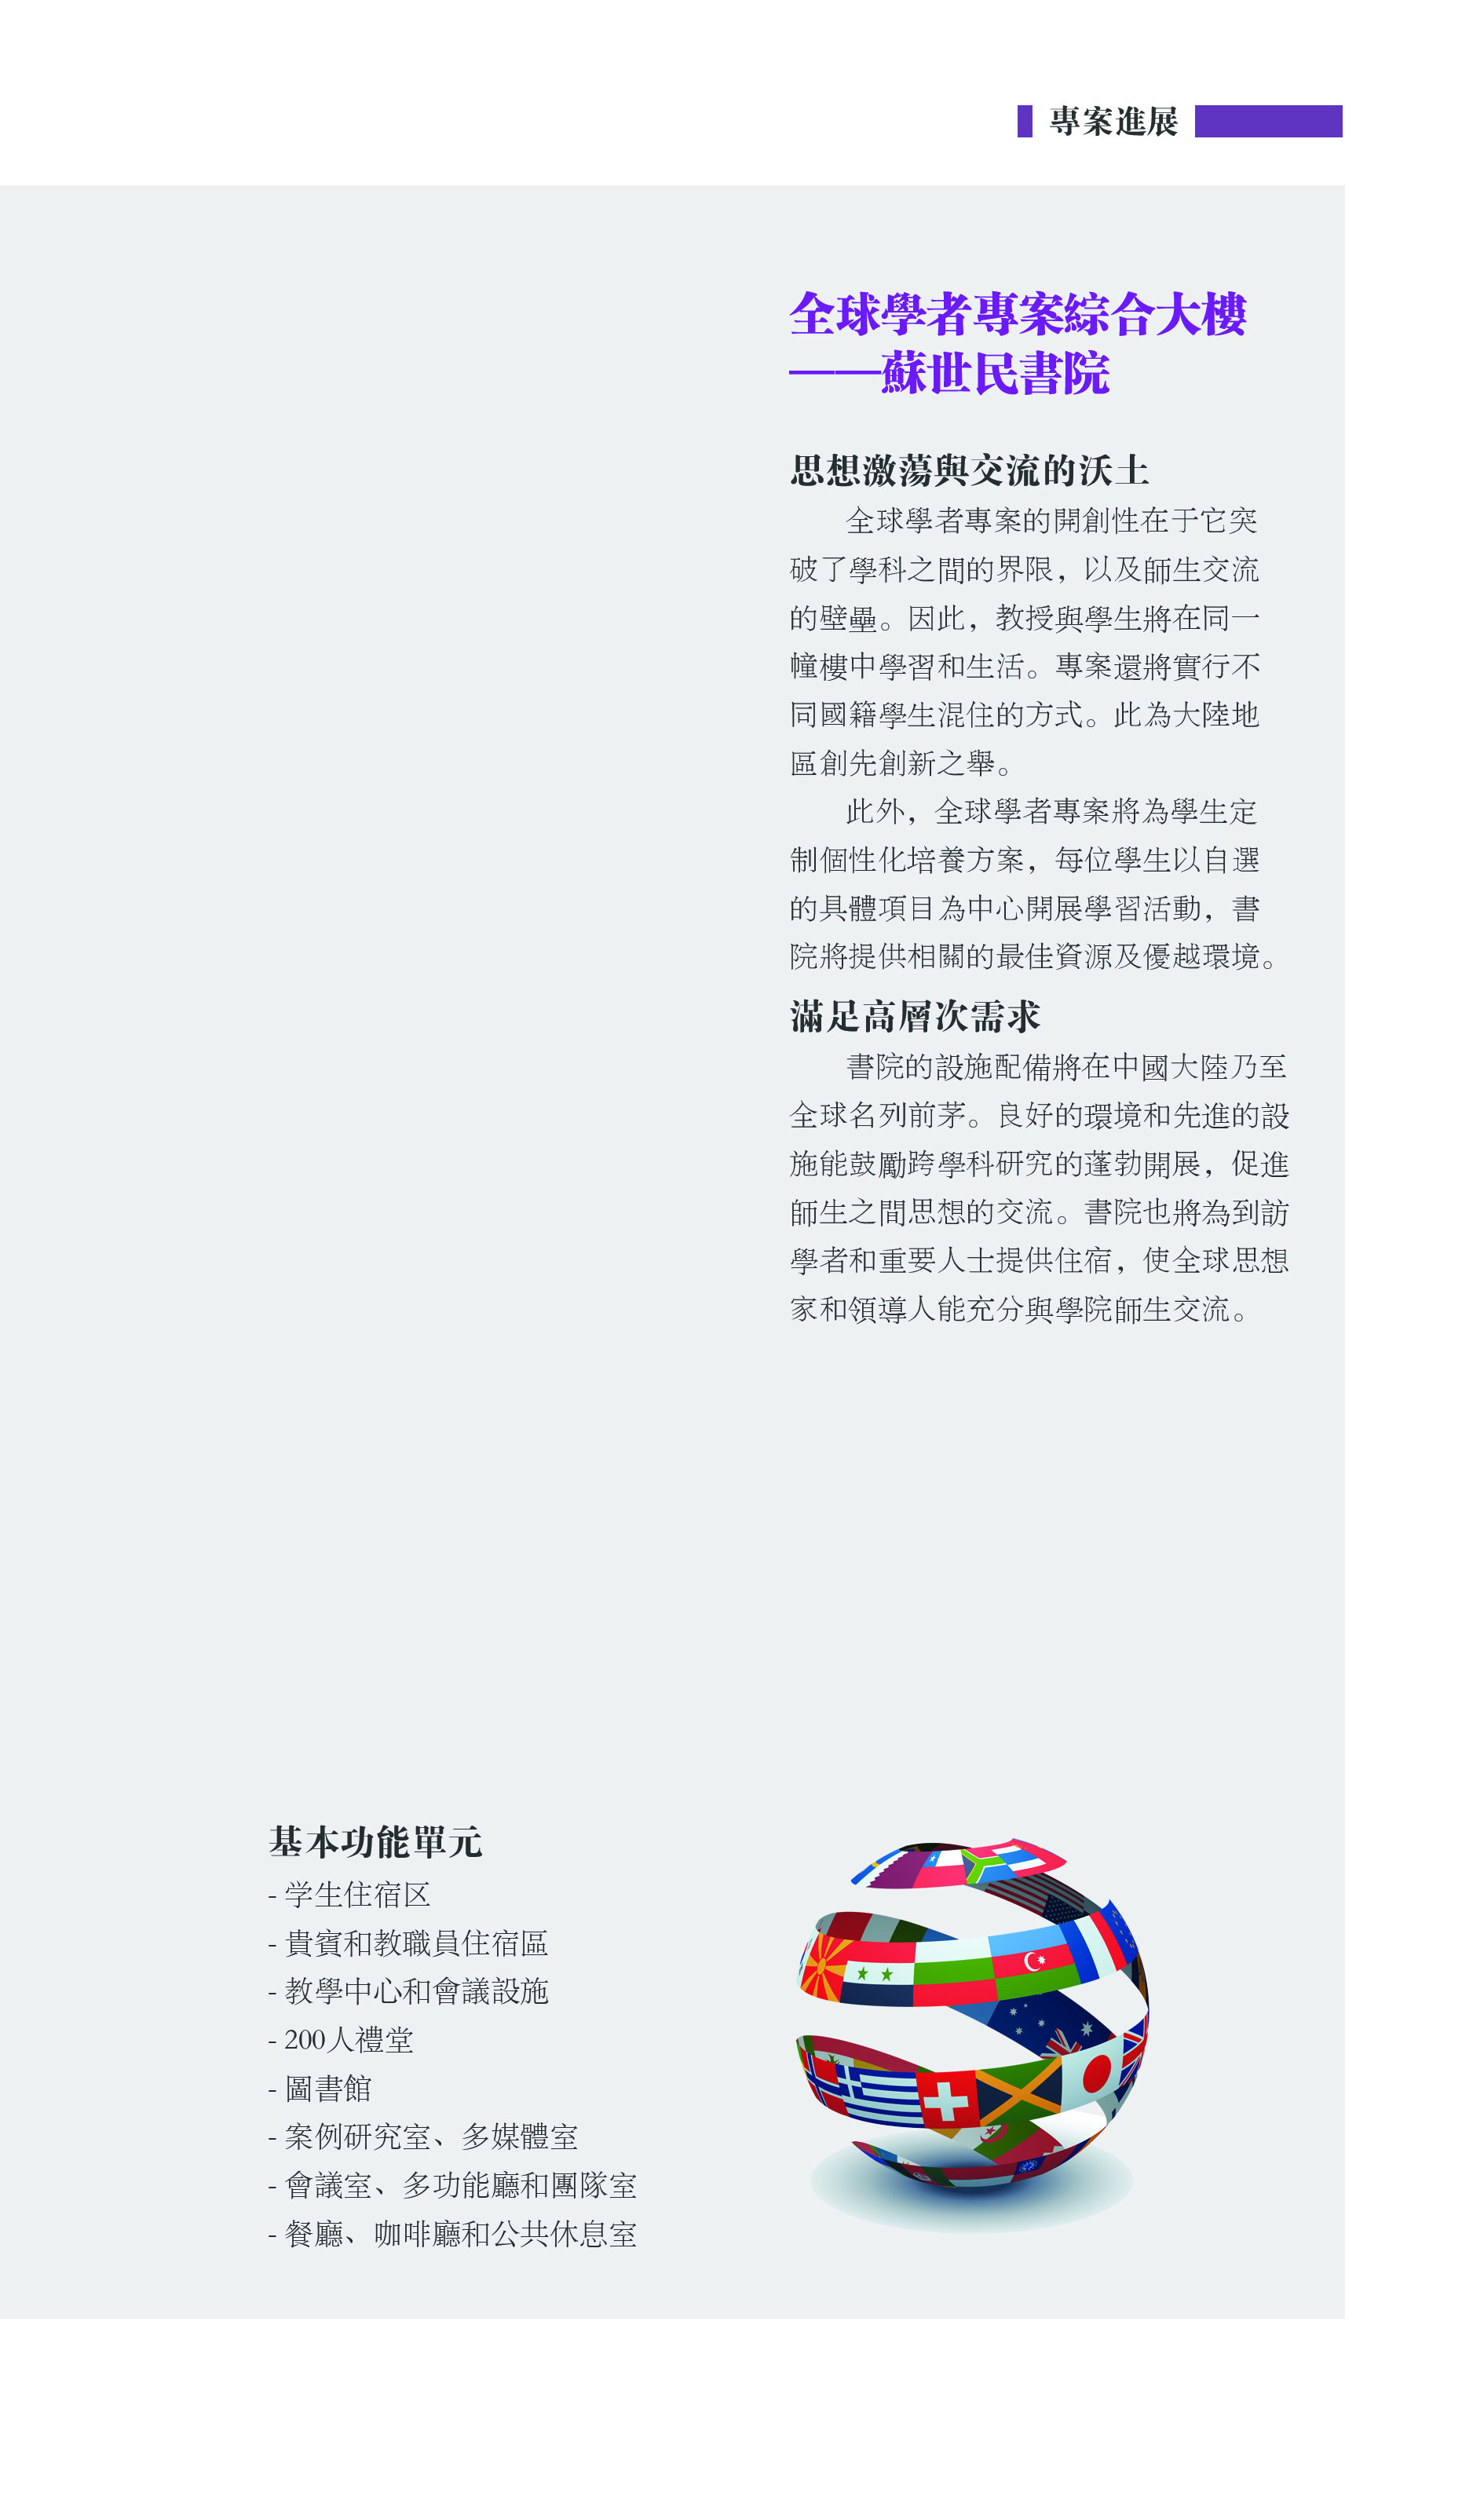 專案進展
全球學者專案綜合大樓
——蘇世民書院
思想激蕩與交流的沃土
全球學者專案的開創性在于它突
破了學科之間的界限，以及師生交流
的壁壘。因此，教授與學生將在同一
幢樓中學習和生活。專案還將實行不
同國籍學生混住的方式。此為大陸地
區創先創新之舉。
此外，全球學者專案將為學生定
制個性化培養方案，每位學生以自選
的具體項目為中心開展學習活動，書
院將提供相關的最佳資源及優越環境。
滿足高層次需求
書院的設施配備將在中國大陸乃至
全球名列前茅。良好的環境和先進的設
施能鼓勵跨學科研究的蓬勃開展，促進
師生之間思想的交流。書院也將為到訪
學者和重要人士提供住宿，使全球思想
家和領導人能充分與學院師生交流。
基本功能單元
- 学生住宿区
- 貴賓和教職員住宿區
- 教學中心和會議設施
- 200人禮堂
- 圖書館
- 案例研究室、多媒體室
- 會議室、多功能廳和團隊室
- 餐廳、咖啡廳和公共休息室